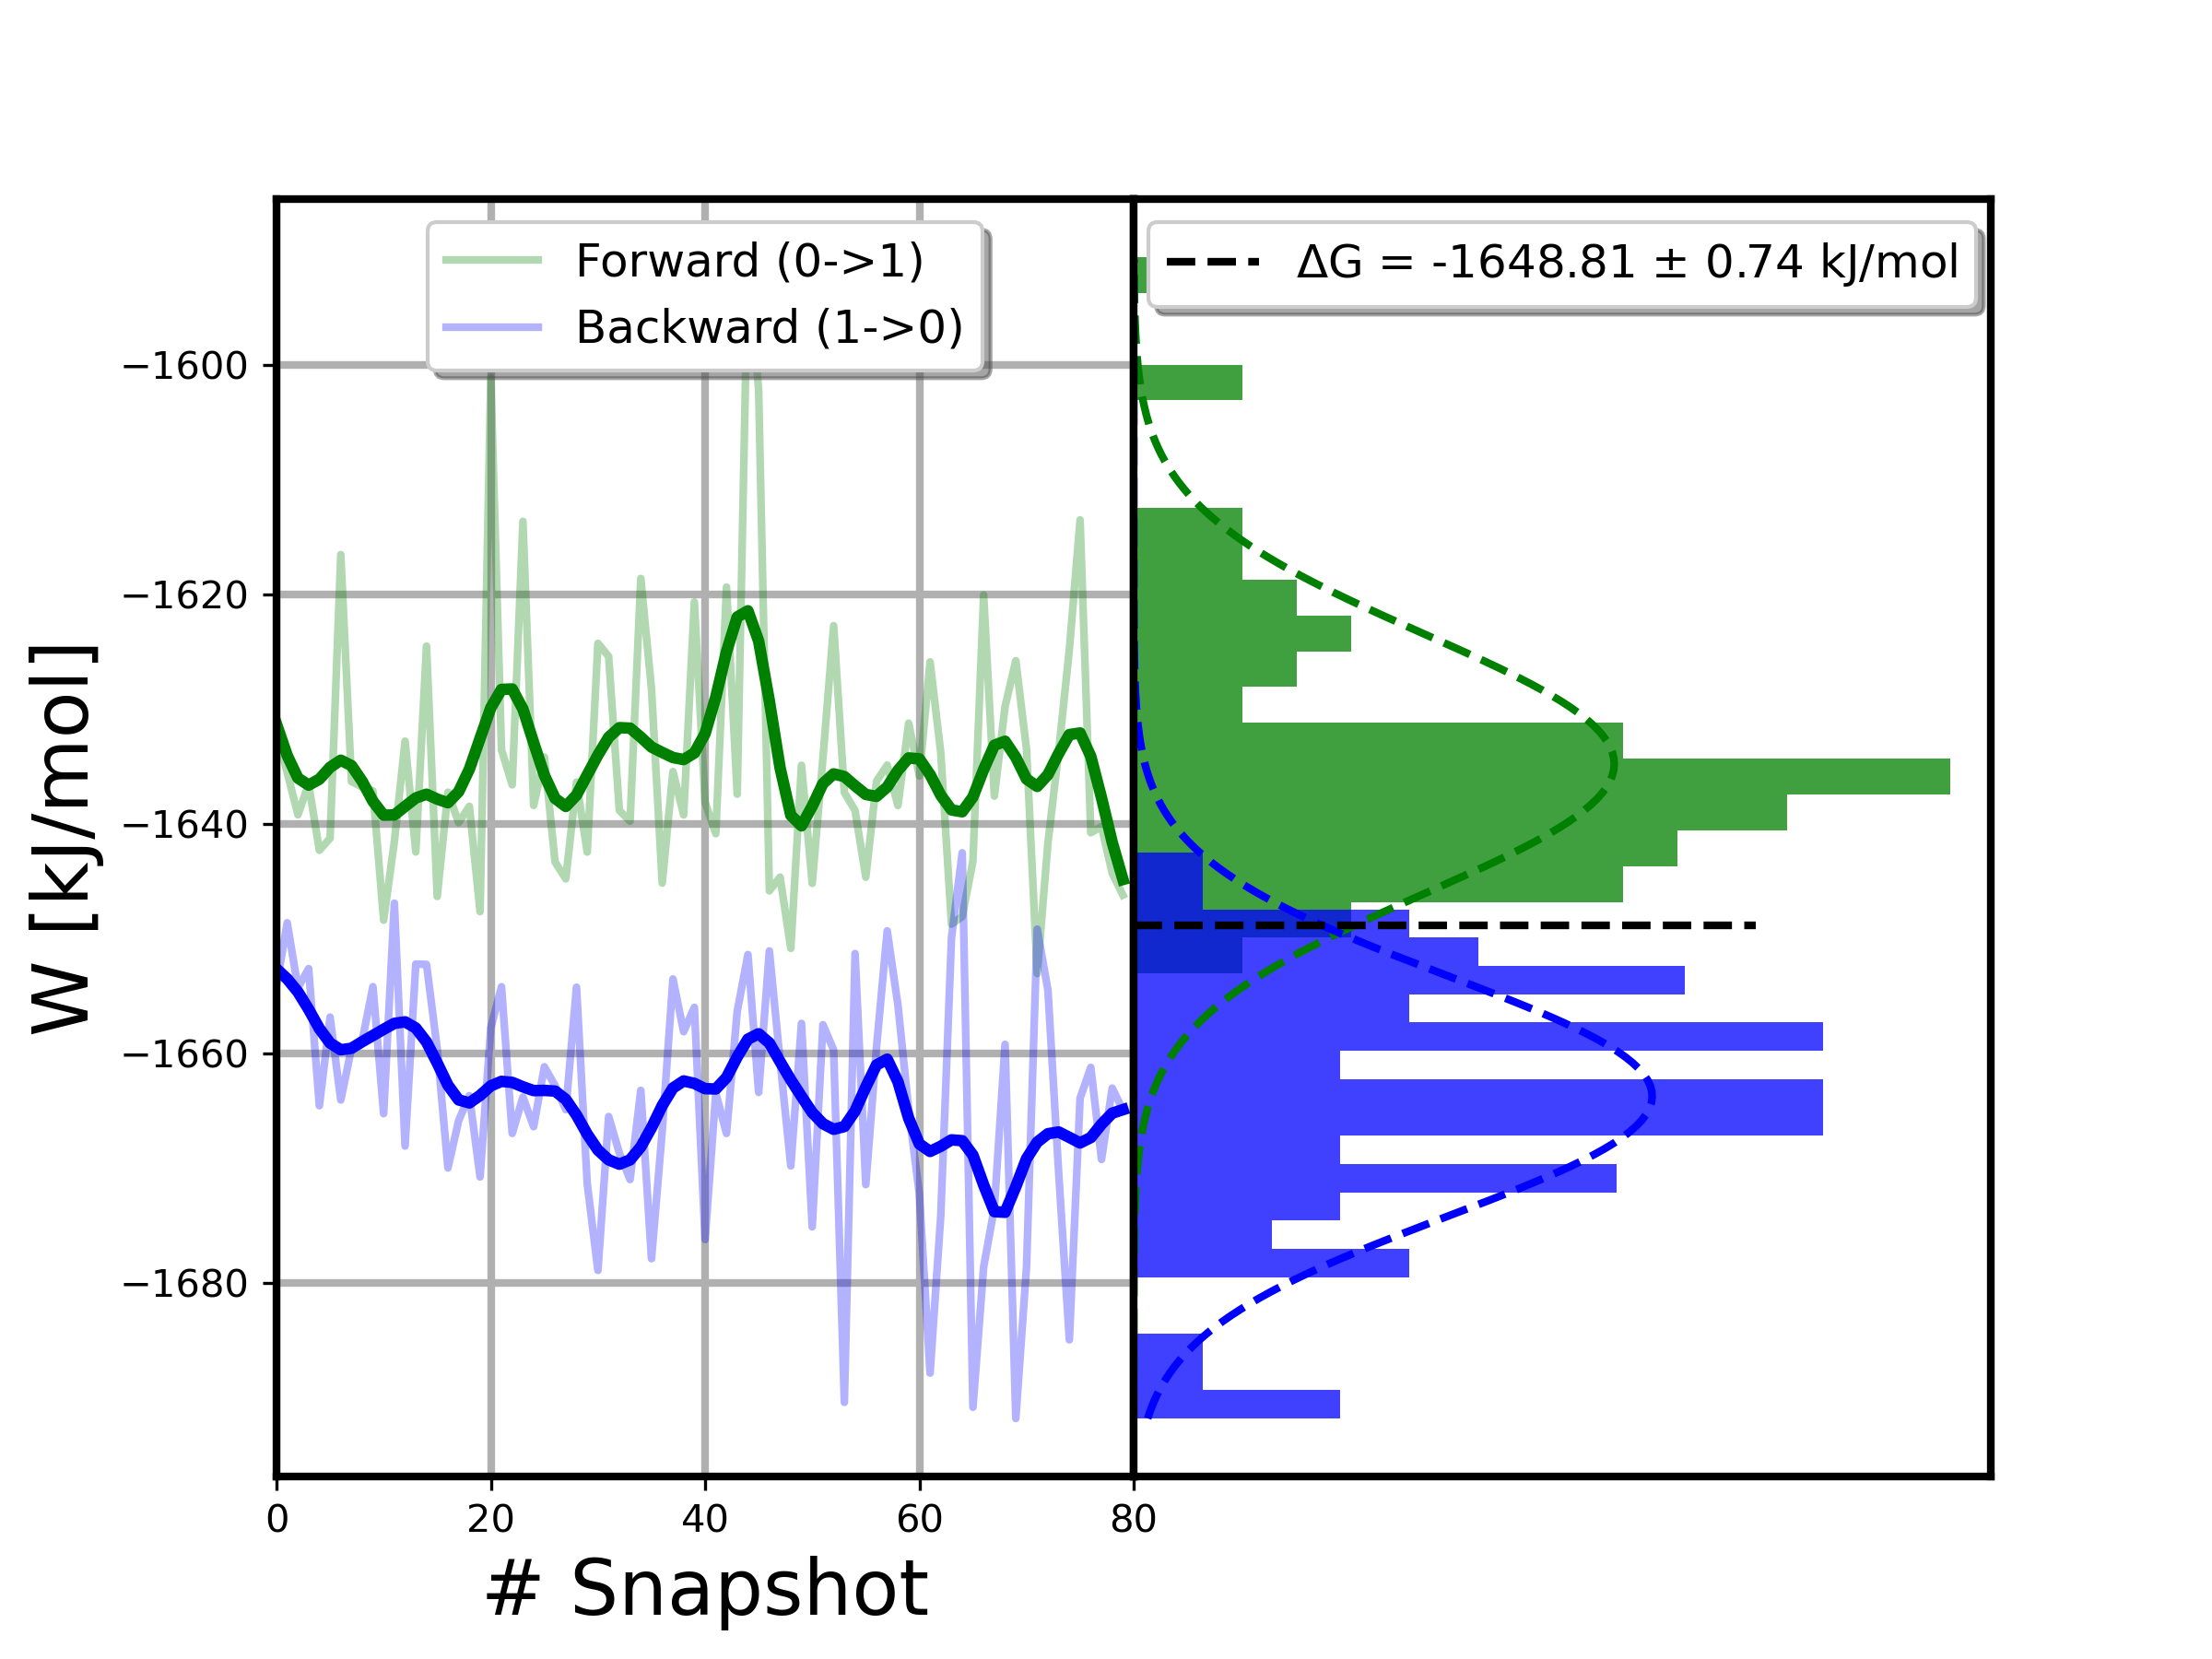 Forward (0->1)
Backward (1->0)
ΔG = -1648.81 ± 0.74 kJ/mol
W [kJ/mol]
−1600
−1620
−1640
−1660
−1680
0 20 40 60 80
# Snapshot